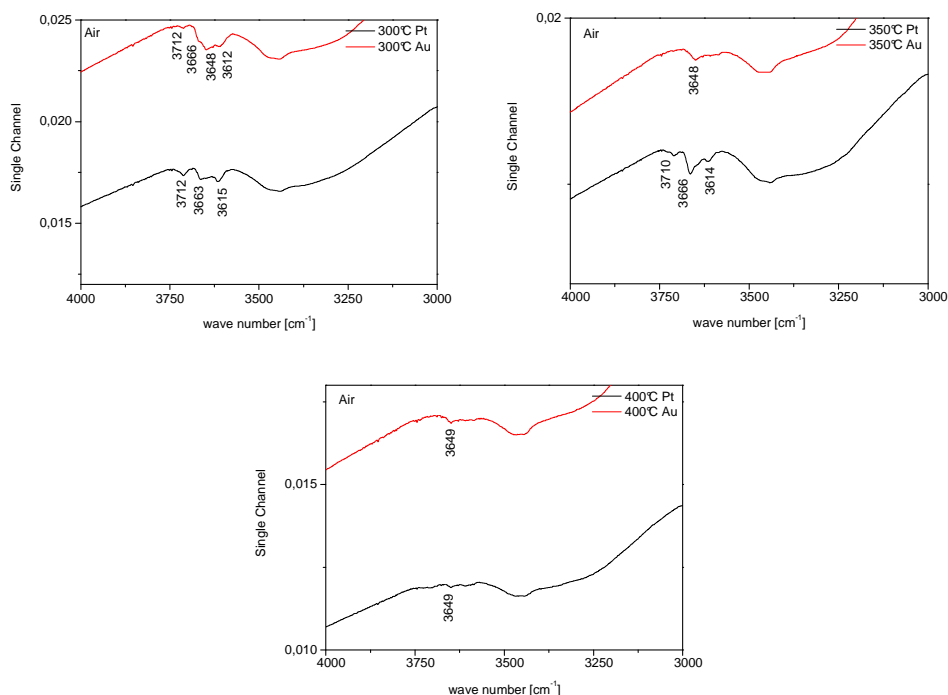 Air
300°C Pt
300°C Au
0,025
0,020
0,015
Single Channel
3712
3666
3648
3612
3712
3663
3615
4000 3750 3500 3250 3000
wave number [cm-1]
Air
350°C Pt
350°C Au
0,02
Single Channel
3648
3710
3666
3614
4000 3750 3500 3250 3000
wave number [cm-1]
Air
400°C Pt
400°C Au
0,015
0,010
Single Channel
3649
3649
4000 3750 3500 3250 3000
wave number [cm-1]